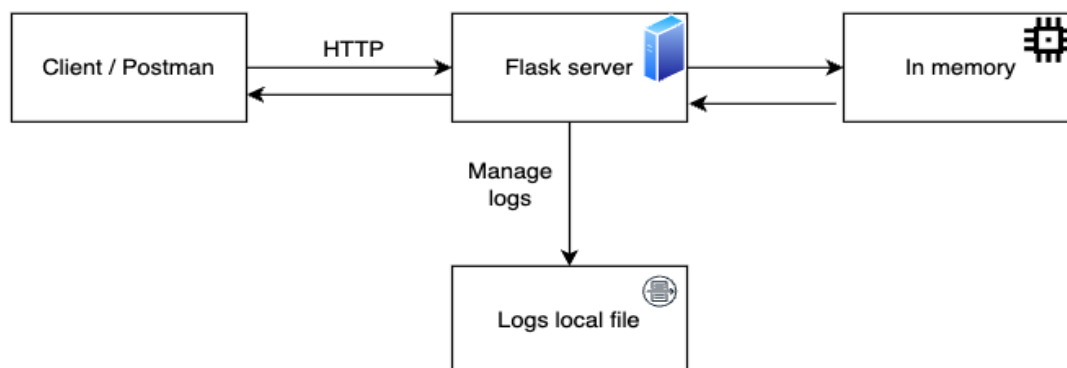 HTTP
Client / Postman
Flask server
In memory
Manage
logs
Logs local file